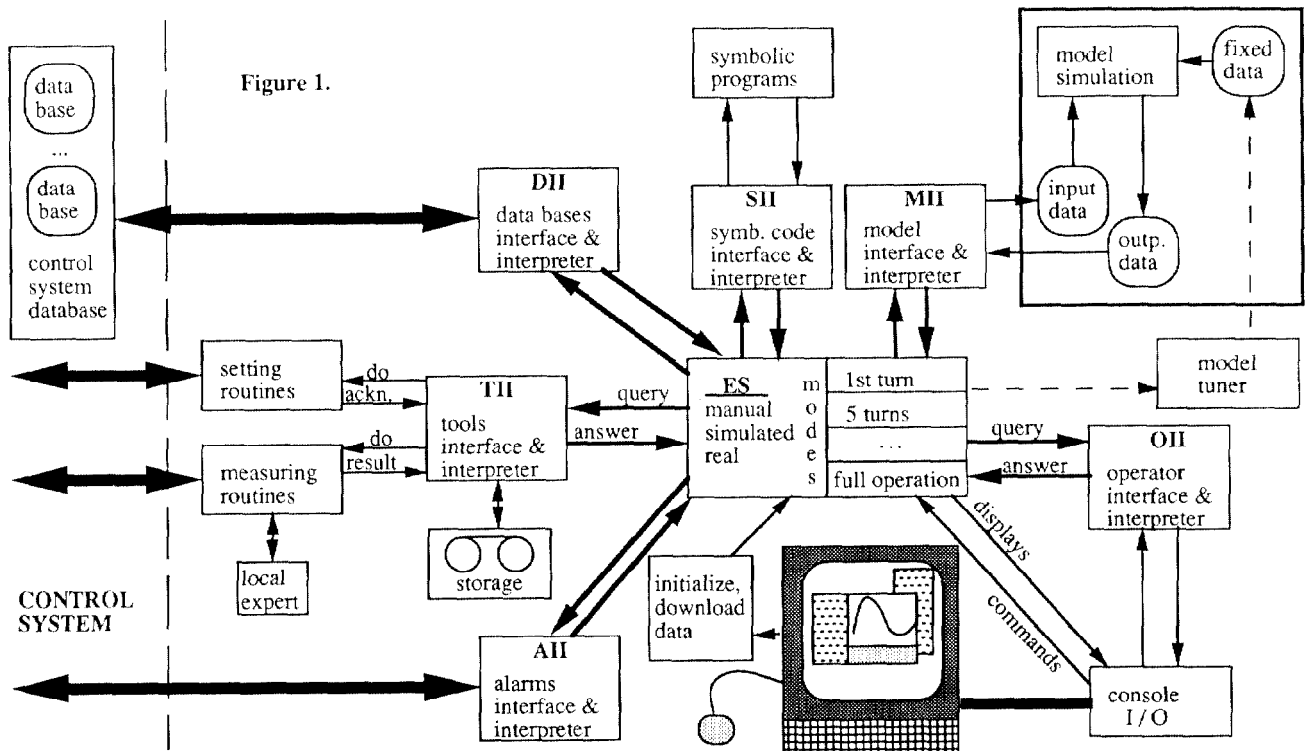 Figure 1.
data
base
...
data
base
control
system
database
CONTROL
SYSTEM
DII
data bases
interface &
interpreter
symbolic
programs
SII
symb. code
interface &
interpreter
MII
model
interface &
interpreter
model
simulation
fixed
data
input
data
outp.
data
model
tuner
setting
routines
do
ackn.
measuring
routines
do
result
local
expert
TII
tools
interface &
interpreter
storage
query
answer
ES
manual
simulated
real
m
o
d
e
s
1st turn
5 turns
...
full operation
query
answer
OII
operator
interface &
interpreter
displays
commands
initialize,
download
data
AII
alarms
interface &
interpreter
console
I / O